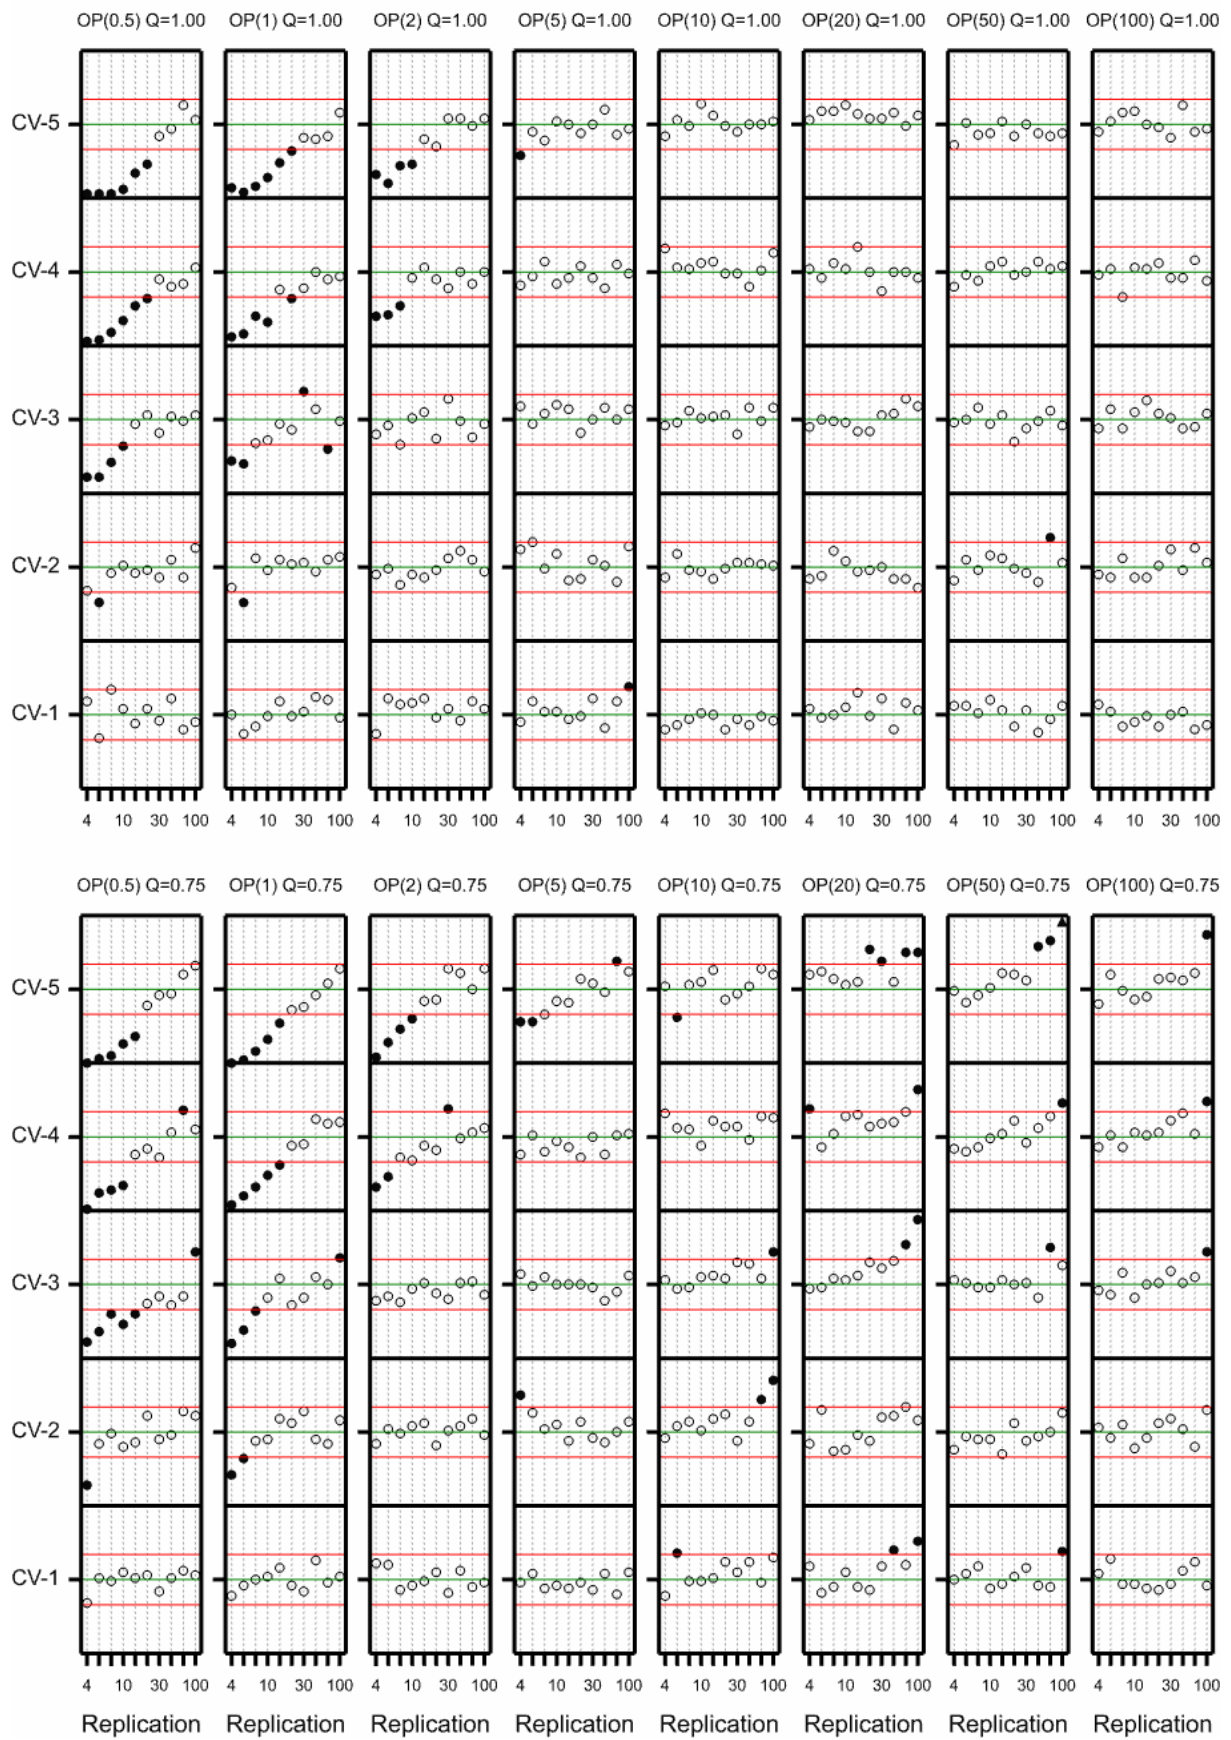 OP(0.5) Q=1.00 OP(1) Q=1.00 OP(2) Q=1.00 OP(5) Q=1.00 OP(10) Q=1.00 OP(20) Q=1.00 OP(50) Q=1.00 OP(100) Q=1.00
CV-5
CV-4
CV-3
CV-2
CV-1
4 10 30 100 4 10 30 100 4 10 30 100 4 10 30 100 4 10 30 100 4 10 30 100 4 10 30 100 4 10 30 100
OP(0.5) Q=0.75 OP(1) Q=0.75 OP(2) Q=0.75 OP(5) Q=0.75 OP(10) Q=0.75 OP(20) Q=0.75 OP(50) Q=0.75 OP(100) Q=0.75
CV-5
CV-4
CV-3
CV-2
CV-1
4 10 30 100 4 10 30 100 4 10 30 100 4 10 30 100 4 10 30 100 4 10 30 100 4 10 30 100 4 10 30 100
Replication Replication Replication Replication Replication Replication Replication Replication